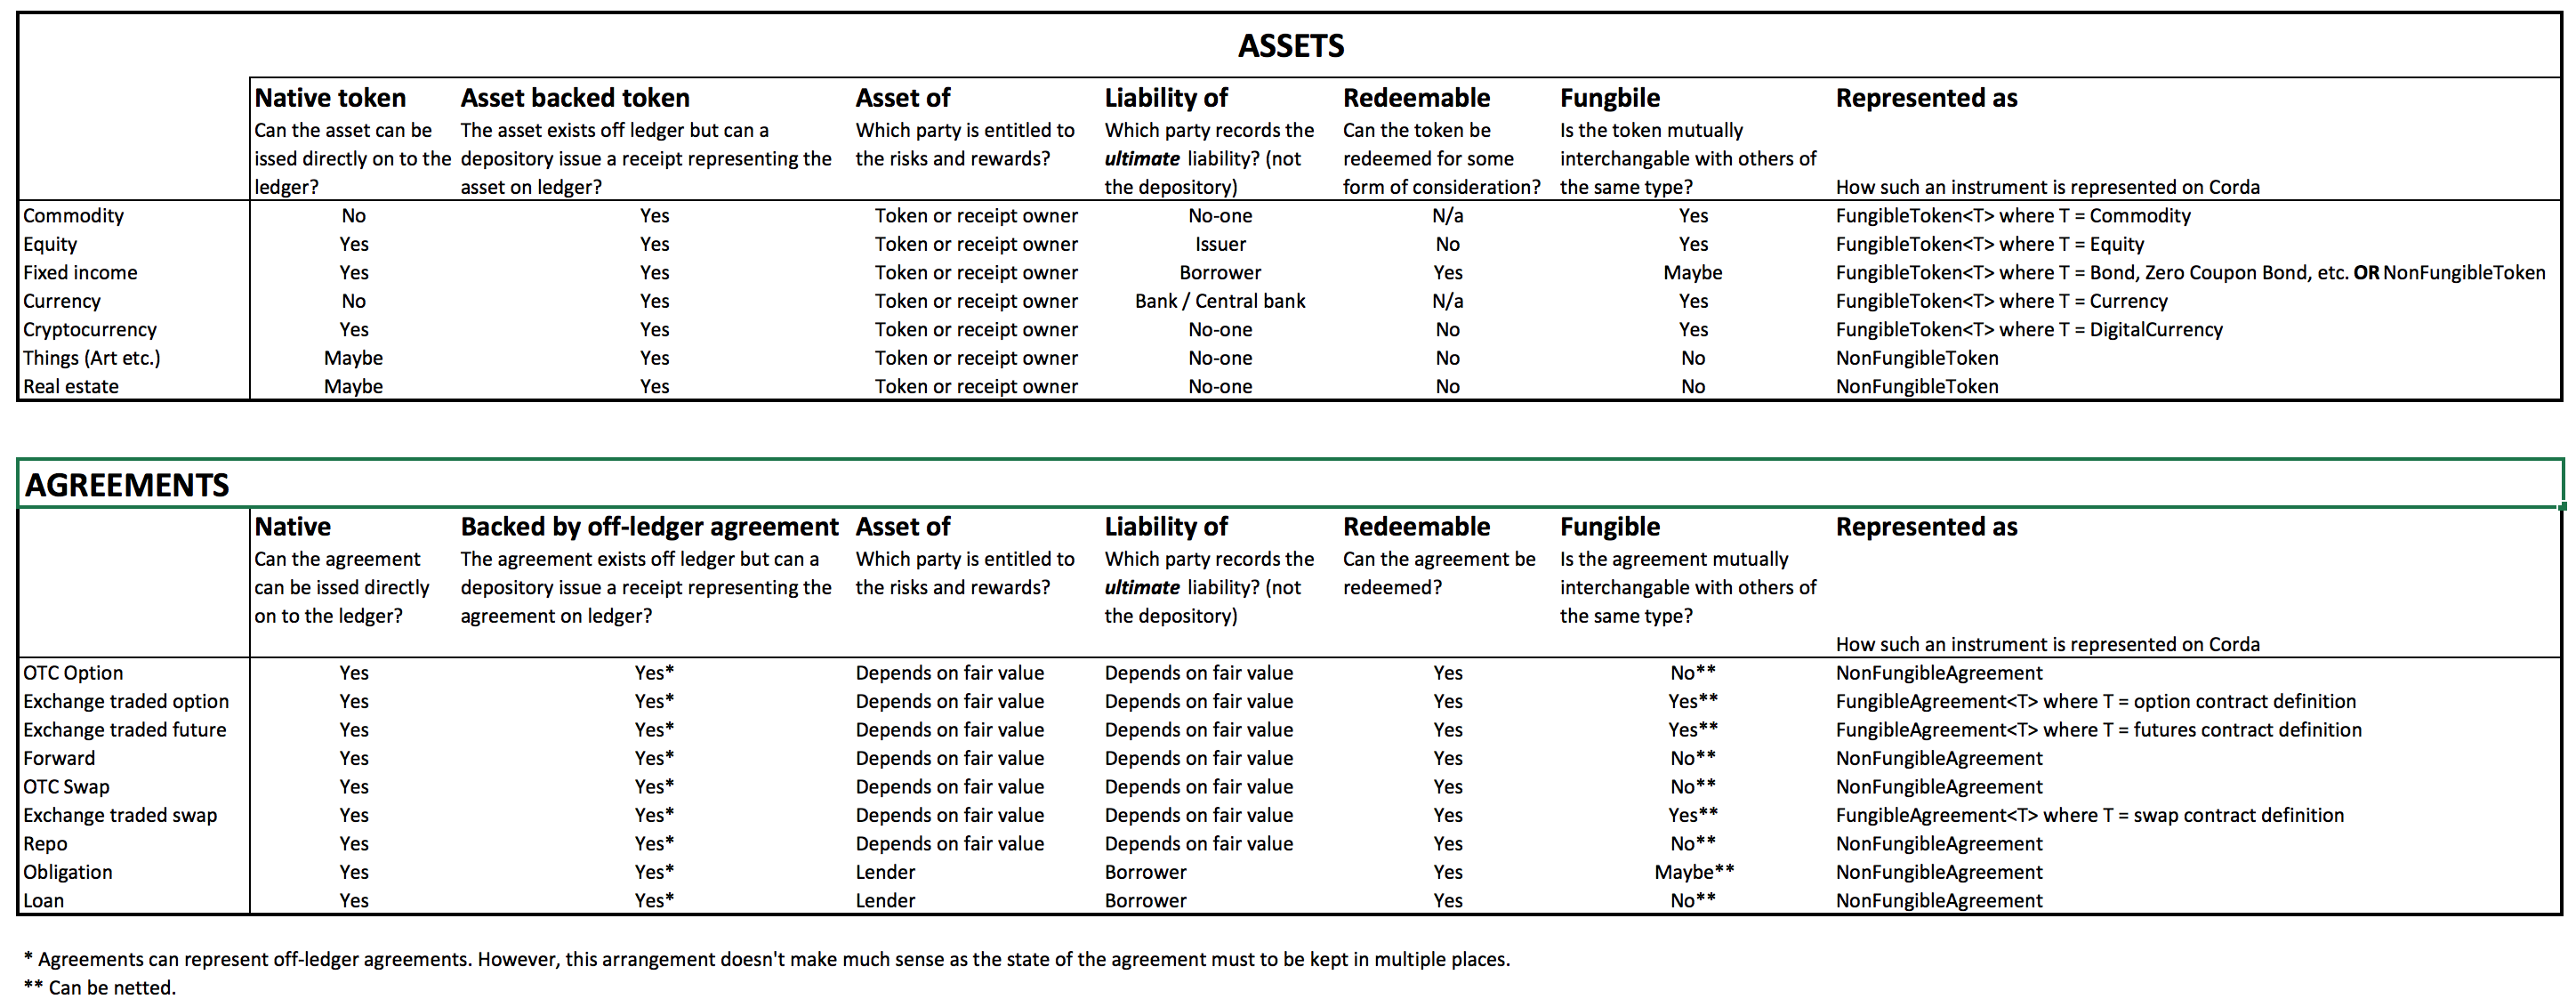 ASSETS
Native token Asset backed token Asset of Liability of Redeemable Fungbile Represented as
Can the asset can be The asset exists off ledger but can a Which party is entitled to Which party records the Can the token be Is the token mutually
issed directly on to the depository issue a receipt representing the the risks and rewards? ultimate liability? (not redeemed for some interchangable with others of
ledger? asset on ledger? the depository) form of consideration? the same type? How such an instrument is represented on Corda
Commodity No Yes Token or receipt owner No-one N/a Yes FungibleToken<T> where T = Commodity
Equity Yes Yes Token or receipt owner Issuer No Yes FungibleToken<T> where T = Equity
Fixed income Yes Yes Token or receipt owner Borrower Yes Maybe FungibleToken<T> where T = Bond, Zero Coupon Bond, etc. OR NonFungibleToken
Currency No Yes Token or receipt owner Bank / Central bank N/a Yes FungibleToken<T> where T = Currency
Cryptocurrency Yes Yes Token or receipt owner No-one No Yes FungibleToken<T> where T = DigitalCurrency
Things (Art etc.) Maybe Yes Token or receipt owner No-one No No NonFungibleToken
Real estate Maybe Yes Token or receipt owner No-one No No NonFungibleToken
AGREEMENTS
Native Backed by off-ledger agreement Asset of Liability of Redeemable Fungible Represented as
Can the agreement The agreement exists off ledger but can a Which party is entitled to Which party records the Can the agreement be Is the agreement mutually
can be issed directly depository issue a receipt representing the the risks and rewards? ultimate liability? (not redeemed? interchangable with others of
on to the ledger? agreement on ledger? the depository) the same type?
How such an instrument is represented on Corda
OTC Option Yes Yes* Depends on fair value Depends on fair value Yes No** NonFungibleAgreement
Exchange traded option Yes Yes* Depends on fair value Depends on fair value Yes Yes** FungibleAgreement<T> where T = option contract definition
Exchange traded future Yes Yes* Depends on fair value Depends on fair value Yes Yes** FungibleAgreement<T> where T = futures contract definition
Forward Yes Yes* Depends on fair value Depends on fair value Yes No** NonFungibleAgreement
OTC Swap Yes Yes* Depends on fair value Depends on fair value Yes No** NonFungibleAgreement
Exchange traded swap Yes Yes* Depends on fair value Depends on fair value Yes Yes** FungibleAgreement<T> where T = swap contract definition
Repo Yes Yes* Depends on fair value Depends on fair value Yes No** NonFungibleAgreement
Obligation Yes Yes* Lender Borrower Yes Maybe** NonFungibleAgreement
Loan Yes Yes* Lender Borrower Yes No** NonFungibleAgreement
* Agreements can represent off-ledger agreements. However, this arrangement doesn't make much sense as the state of the agreement must to be kept in multiple places.
** Can be netted.